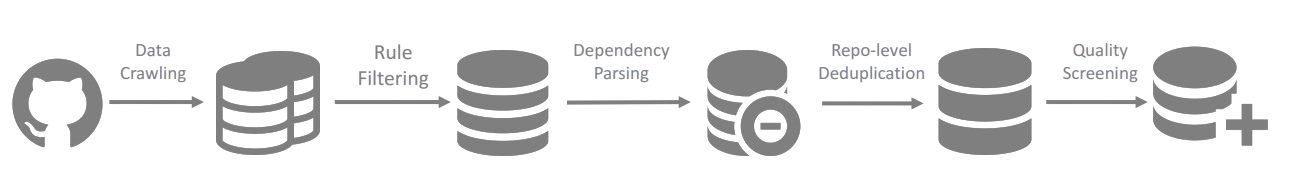 Data
Crawling
Rule
Filtering
Dependency
Parsing
Repo-level
Deduplication
Quality
Screening